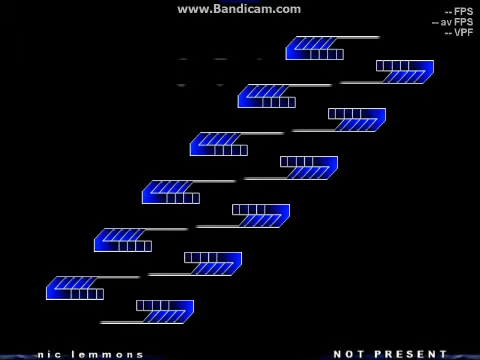 www.Bandicam.com
-- FPS
-- av FPS
-- VPF
nic lemmons
NOT PRESENT